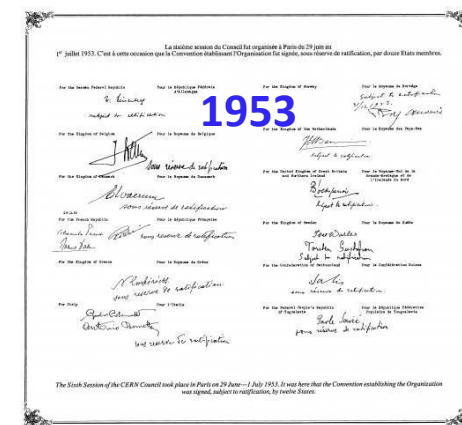 La sixième session du Conseil fut organisée à Paris du 29 juin au
1er juillet 1953. C'est à cette occasion que la Convention établissant l'Organisation fut signée, sous réserve de ratification, par douze Etats membres.
For the German Federal Republic Pour la République Fédérale d'Allemagne
subject to ratification
For the Kingdom of Norway Pour le Royaume de Norvège
subject to ratification
1953
For the Kingdom of Belgium Pour le Royaume de Belgique
sous réserve de ratification
For the Kingdom of the Netherlands Pour le Royaume des Pays-Bas
subject to ratification
For the Kingdom of Denmark Pour le Royaume de Danemark
sous réserve de ratification
For the United Kingdom of Great Britain and Northern Ireland Pour le Royaume-Uni de la Grande-Bretagne et de l'Irlande du Nord
subject to ratification
For the French Republic Pour la République Française
sous réserve de ratification
For the Kingdom of Sweden Pour le Royaume de Suède
Torsten Gustafson
Subject to ratification
For the Kingdom of Greece Pour le Royaume de Grèce
sous réserve de ratification
For the Confederation of Switzerland Pour la Confédération Suisse
sous réserve de ratification
For Italy Pour l'Italie
sous réserve de ratification
For the Federal People's Republic of Yugoslavia Pour la République Fédérative Populaire de Yougoslavie
sous réserve de ratification
The Sixth Session of the CERN Council took place in Paris on 29 June—1 July 1953. It was here that the Convention establishing the Organization
was signed, subject to ratification, by twelve States.